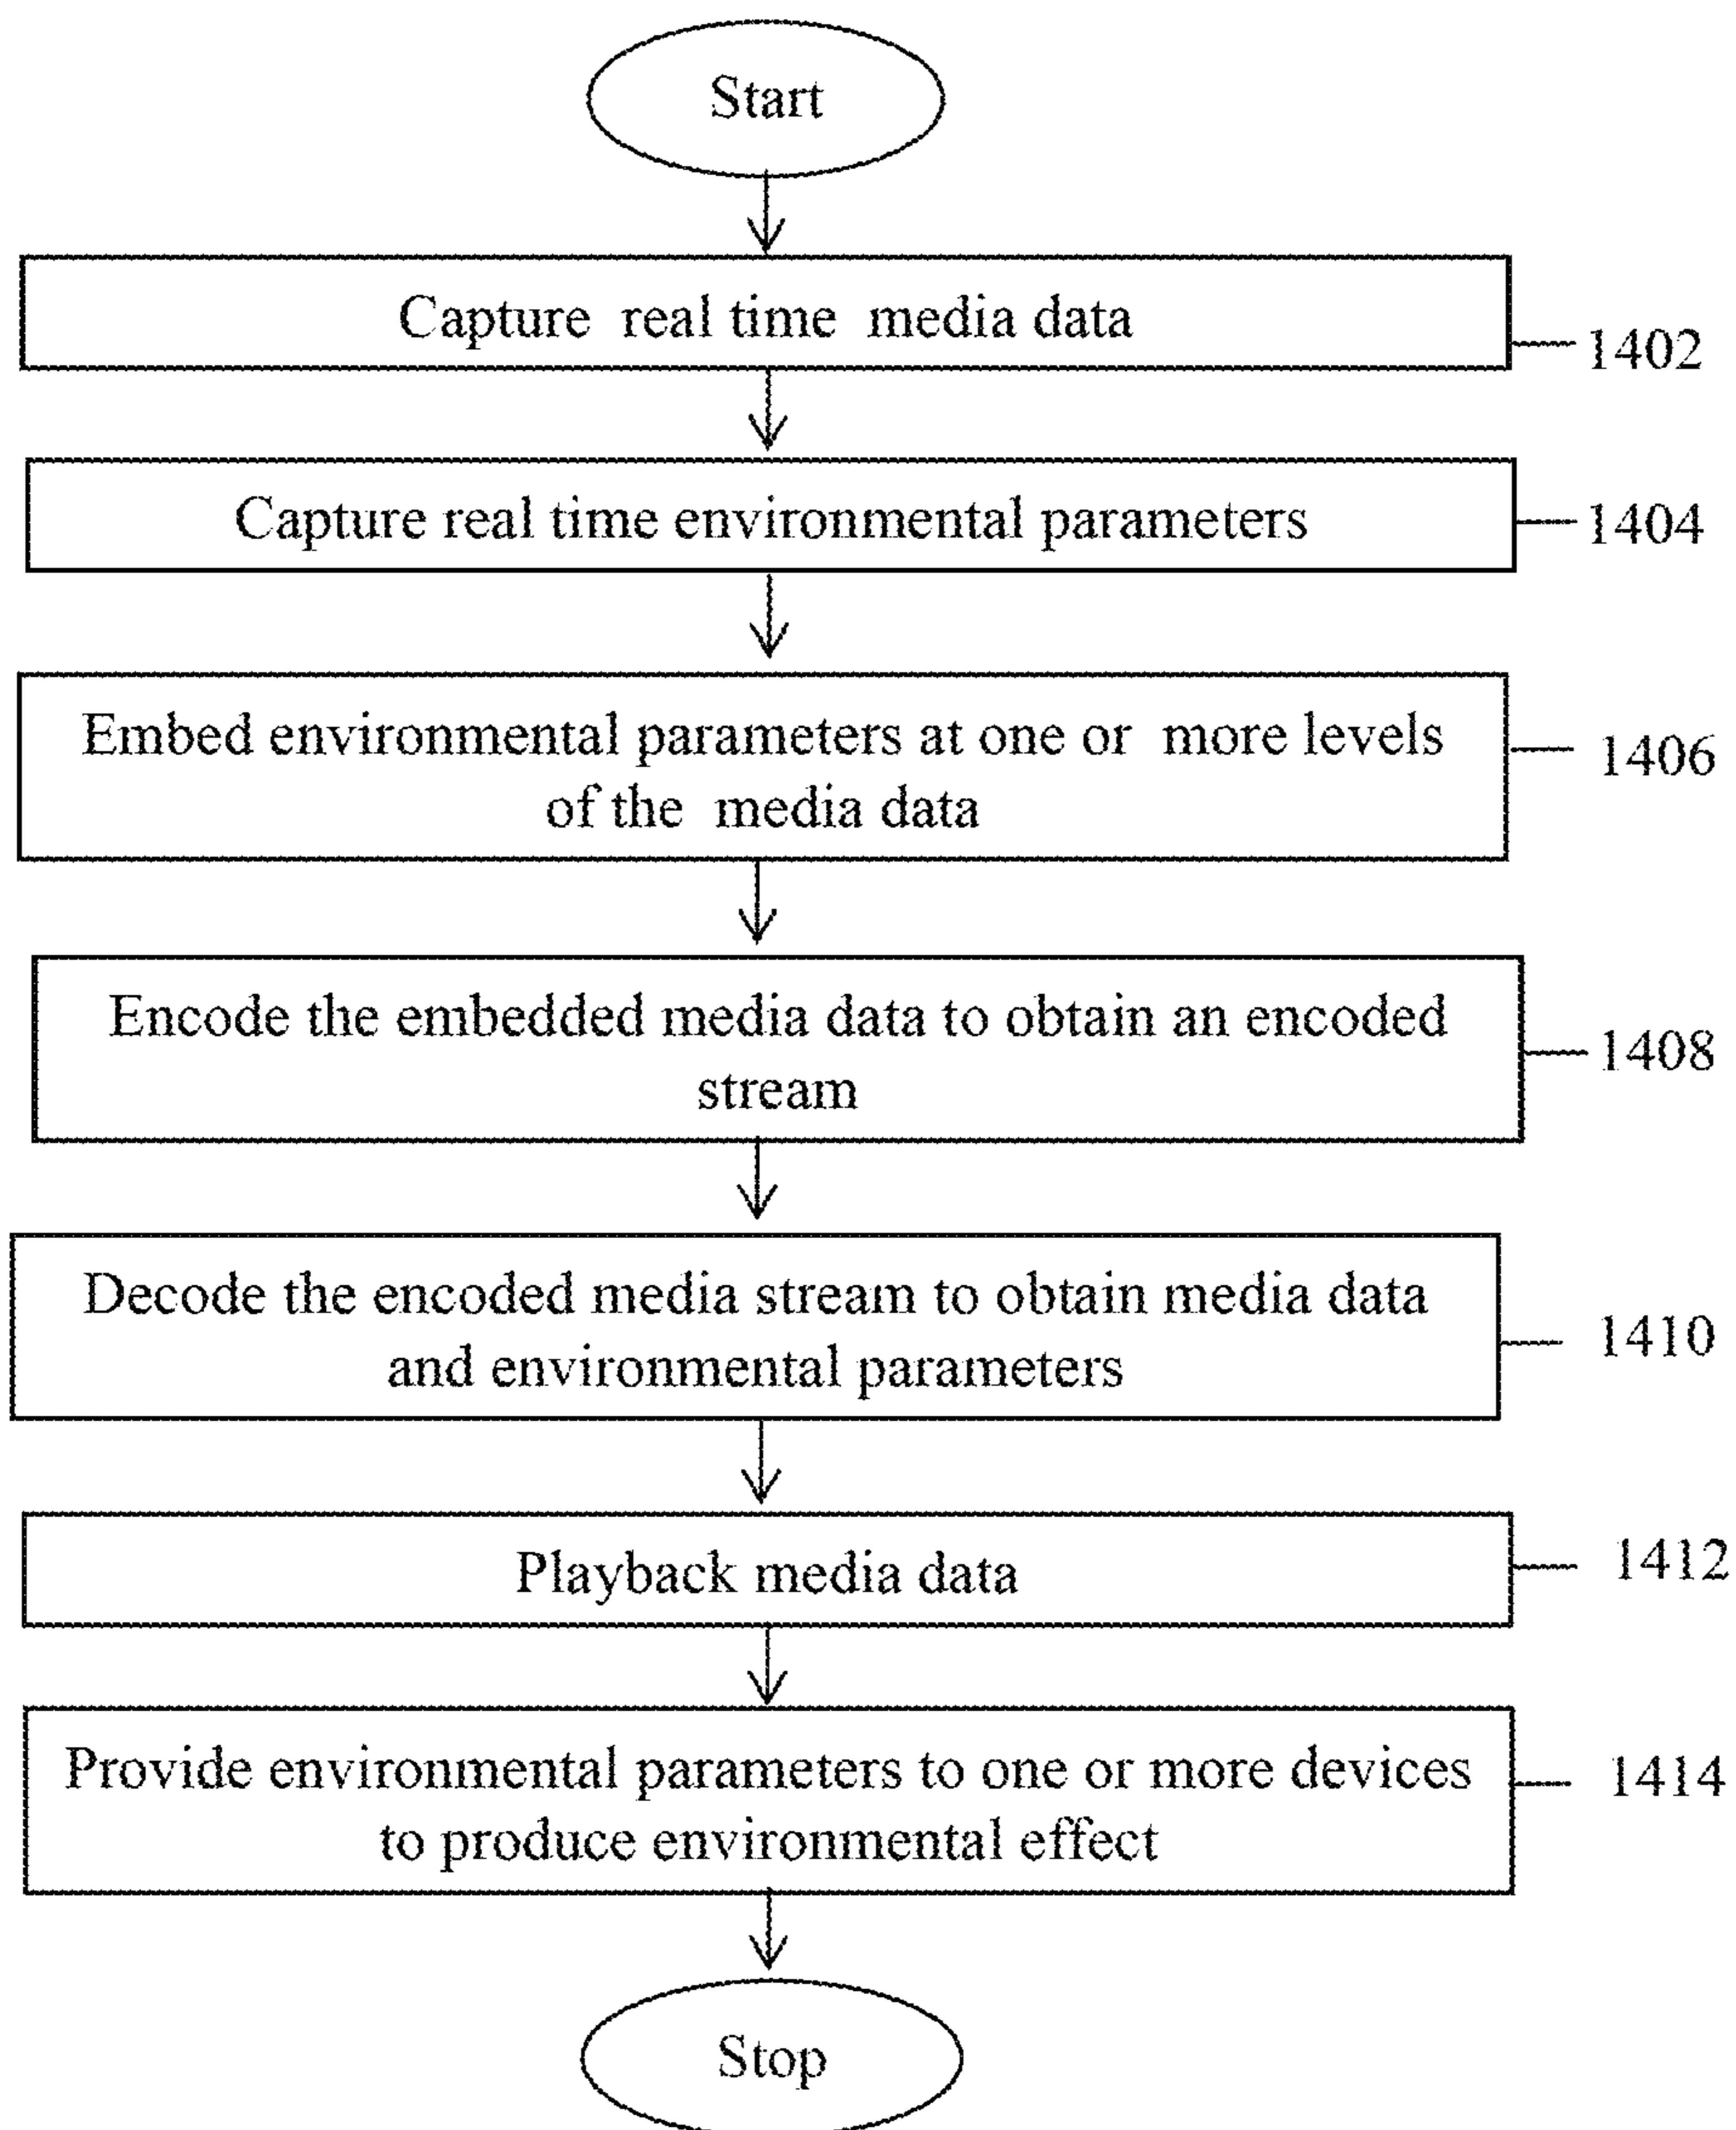 Start
Capture real time media data
1402
Capture real time environmental parameters
1404
Embed environmental parameters at one or more levels
of the media data
1406
Encode the embedded media data to obtain an encoded
stream
1408
Decode the encoded media stream to obtain media data
and environmental parameters
1410
Playback media data
1412
Provide environmental parameters to one or more devices
to produce environmental effect
1414
Stop